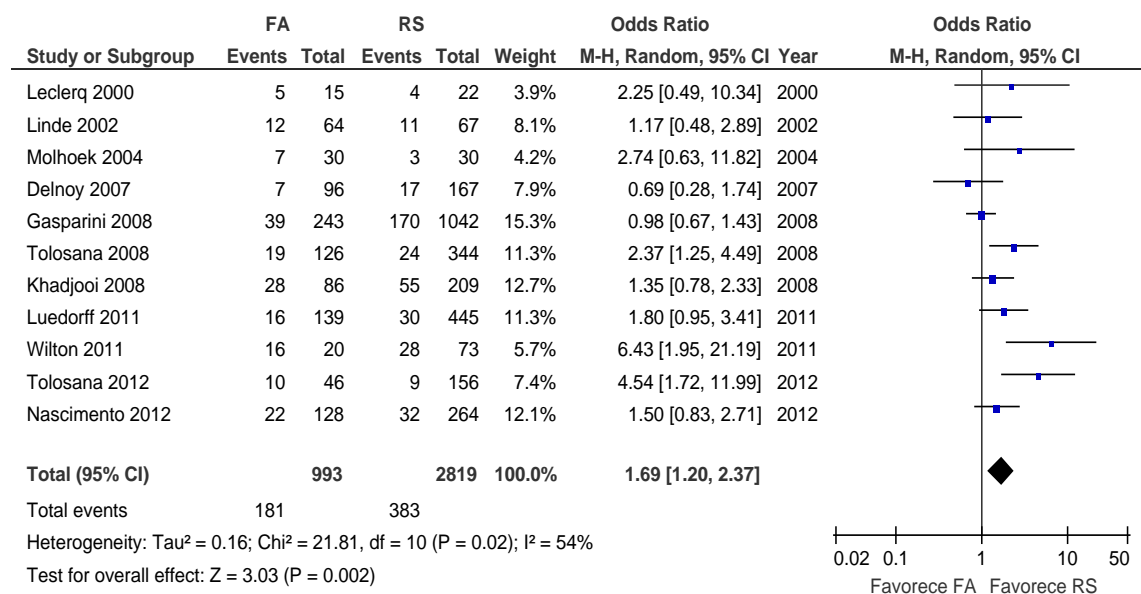 FA RS Odds Ratio Odds Ratio
Study or Subgroup Events Total Events Total Weight M-H, Random, 95% CI Year M-H, Random, 95% CI
Leclerq 2000 5 15 4 22 3.9% 2.25 [0.49, 10.34] 2000
Linde 2002 12 64 11 67 8.1% 1.17 [0.48, 2.89] 2002
Molhoek 2004 7 30 3 30 4.2% 2.74 [0.63, 11.82] 2004
Delnoy 2007 7 96 17 167 7.9% 0.69 [0.28, 1.74] 2007
Gasparini 2008 39 243 170 1042 15.3% 0.98 [0.67, 1.43] 2008
Tolosana 2008 19 126 24 344 11.3% 2.37 [1.25, 4.49] 2008
Khadjooi 2008 28 86 55 209 12.7% 1.35 [0.78, 2.33] 2008
Luedorff 2011 16 139 30 445 11.3% 1.80 [0.95, 3.41] 2011
Wilton 2011 16 20 28 73 5.7% 6.43 [1.95, 21.19] 2011
Tolosana 2012 10 46 9 156 7.4% 4.54 [1.72, 11.99] 2012
Nascimento 2012 22 128 32 264 12.1% 1.50 [0.83, 2.71] 2012
Total (95% CI) 993 2819 100.0% 1.69 [1.20, 2.37]
Total events 181 383
Heterogeneity: Tau² = 0.16; Chi² = 21.81, df = 10 (P = 0.02); I² = 54%
Test for overall effect: Z = 3.03 (P = 0.002)
0.02 0.1 1 10 50
Favorece FA Favorece RS